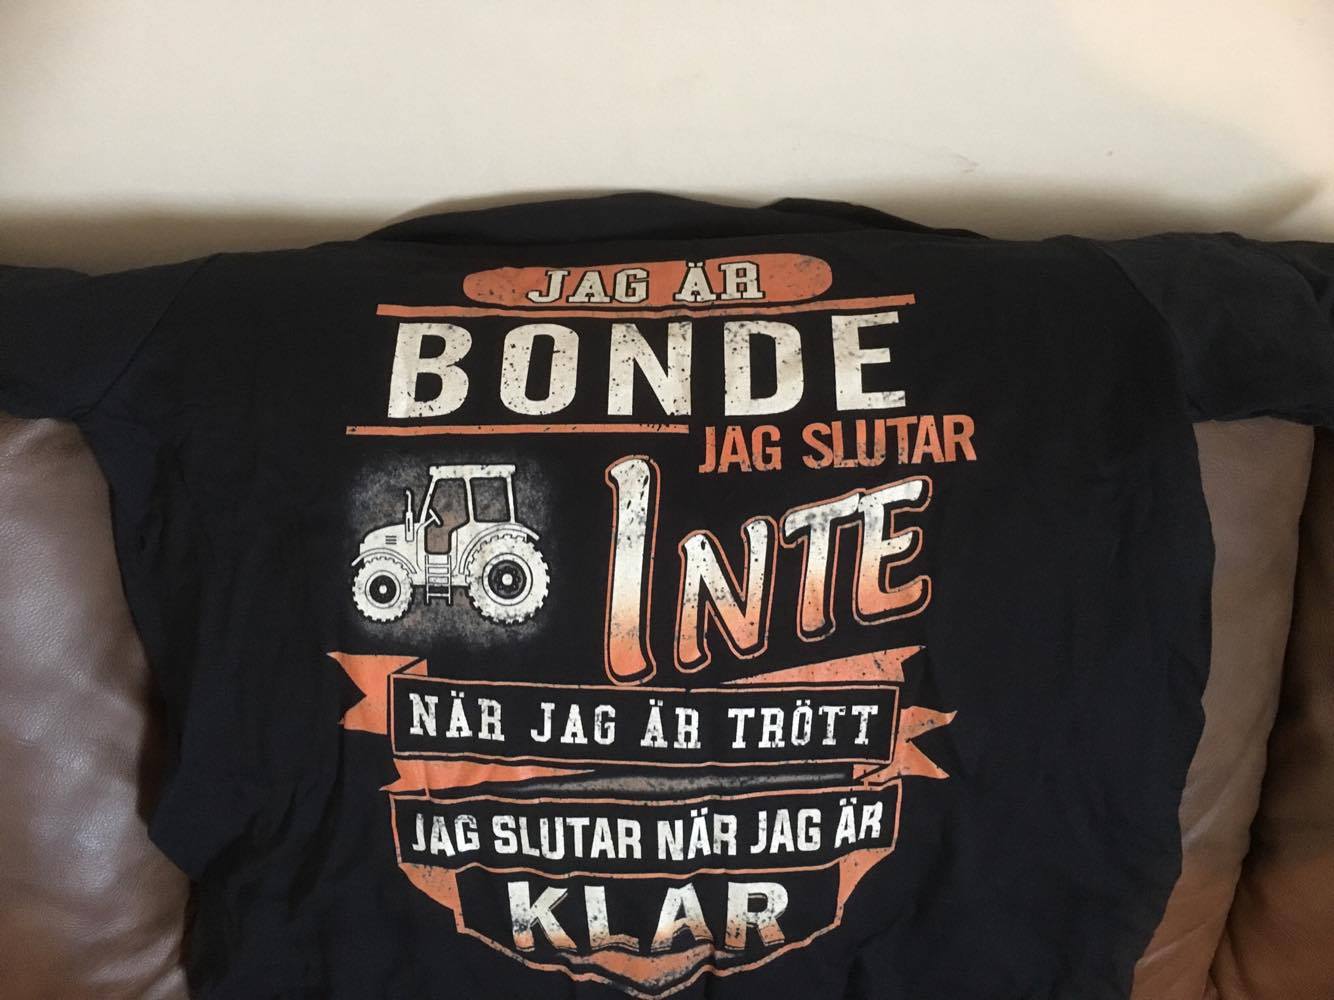 JAG ÄR
BONDE
JAG SLUTAR
INTE
NÄR JAG ÄR TRÖTT
JAG SLUTAR NÄR JAG ÄR
KLAR